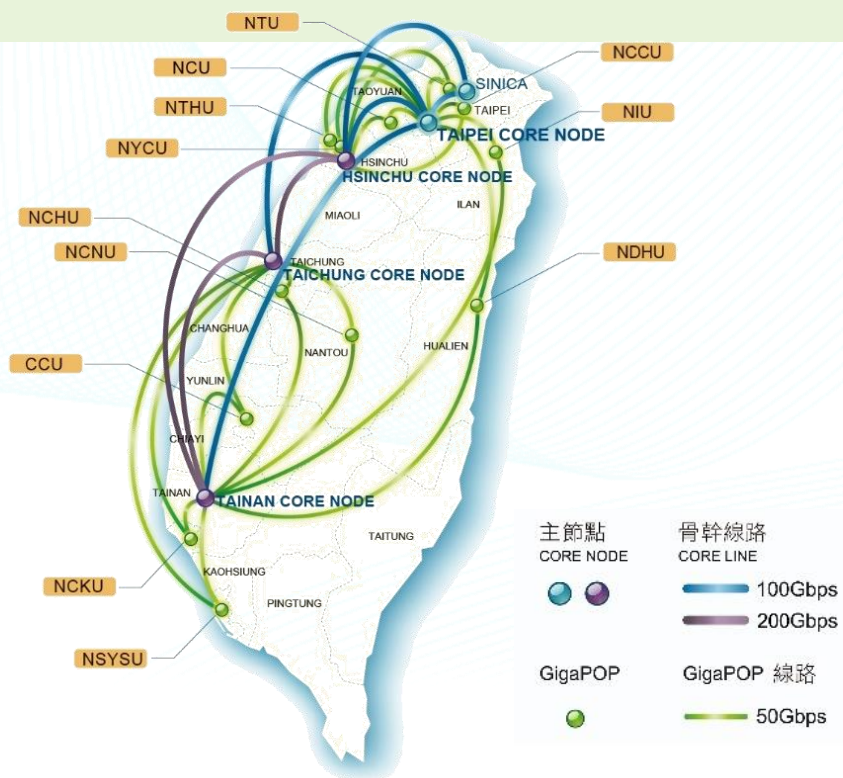 NTU
NCCU
NCU
SINICA
TAOYUAN
NTHU
TAIPEI
NIU
TAIPEI CORE NODE
NYCU
HSINCHU
HSINCHU CORE NODE
ILAN
MIAOLI
NCHU
NCNU
NDHU
TAICHUNG
TAICHUNG CORE NODE
CHANGHUA
NANTOU
HUALIEN
CCU
YUNLIN
CHIAYI
TAINAN
TAINAN CORE NODE
TAITUNG
KAOHSIUNG
NCKU
PINGTUNG
NSYSU
主節點
CORE NODE
骨幹線路
CORE LINE
100Gbps
200Gbps
GigaPOP
GigaPOP 線路
50Gbps